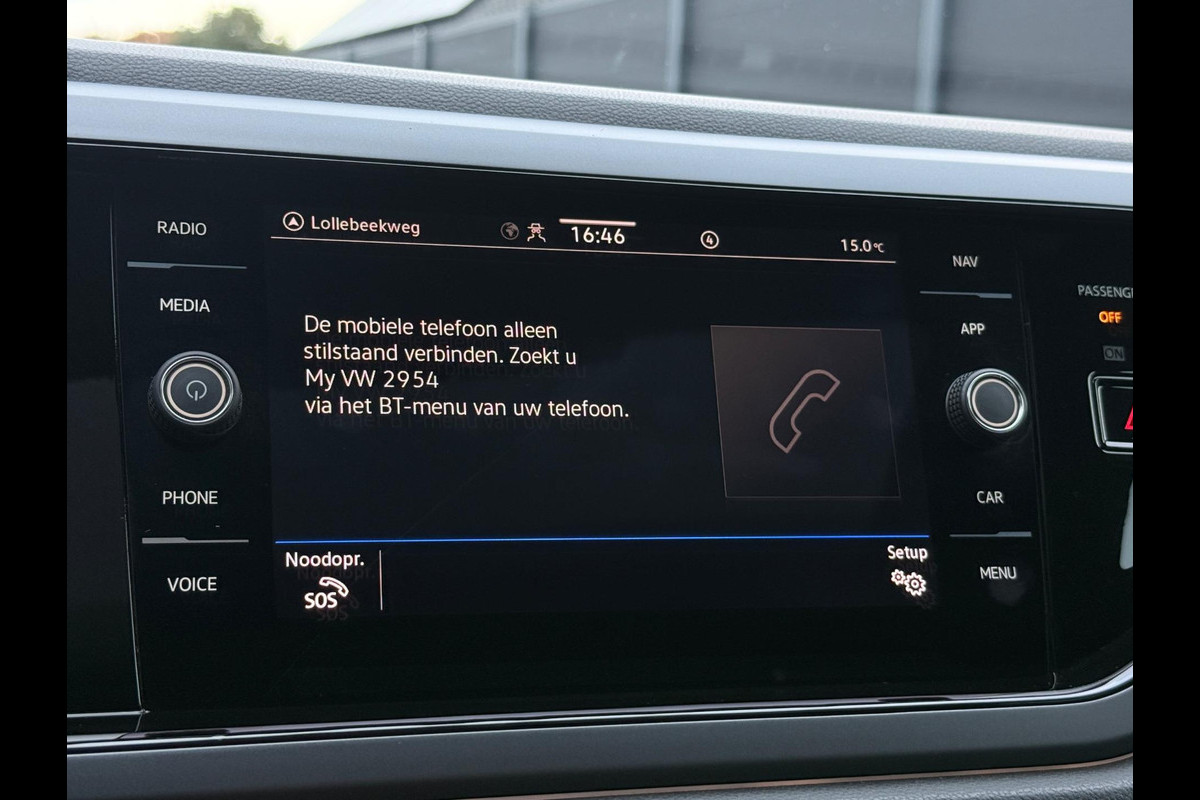 RADIO
MEDIA
PHONE
VOICE
Lollebeekweg
16:46
4
15.0°C
De mobiele telefoon alleen
stilstaand verbinden. Zoekt u
My VW 2954
via het BT-menu van uw telefoon.
Noodopr.
SOS
Setup
NAV
APP
CAR
MENU
PASSENG
OFF
ON